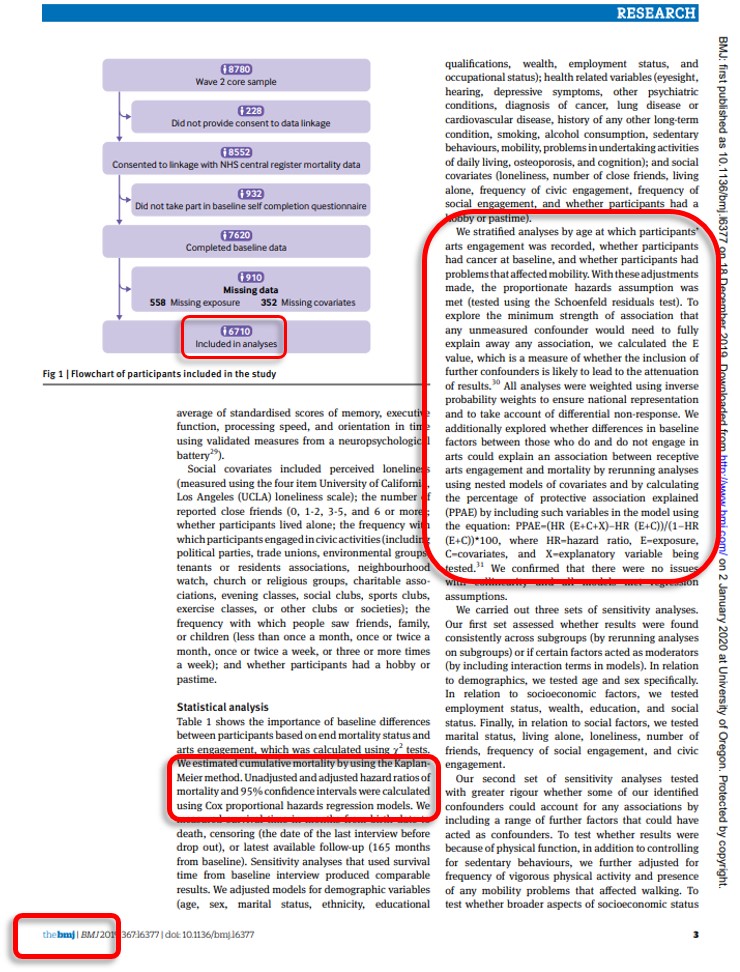 RESEARCH
8780
Wave 2 core sample
228
Did not provide consent to data linkage
8552
Consented to linkage with NHS central register mortality data
932
Did not take part in baseline self completion questionnaire
7620
Completed baseline data
910
Missing data
558 Missing exposure 352 Missing covariates
6710
Included in analyses
Fig 1 | Flowchart of participants included in the study
average of standardised scores of memory, executive
function, processing speed, and orientation in time
using validated measures from a neuropsychological
battery29).
Social covariates included perceived loneliness
(measured using the four item University of California,
Los Angeles (UCLA) loneliness scale); the number of
reported close friends (0, 1-2, 3-5, and 6 or more);
whether participants lived alone; the frequency with
which participants engaged in civic activities (including
political parties, trade unions, environmental groups,
tenants or residents associations, neighbourhood
watch, church or religious groups, charitable asso-
ciations, evening classes, social clubs, sports clubs,
exercise classes, or other clubs or societies); the
frequency with which people saw friends, family,
or children (less than once a month, once or twice a
month, once or twice a week, or three or more times
a week); and whether participants had a hobby or
pastime.
Statistical analysis
Table 1 shows the importance of baseline differences
between participants based on end mortality status and
arts engagement, which was calculated using χ2 tests.
We estimated cumulative mortality by using the Kaplan-
Meier method. Unadjusted and adjusted hazard ratios of
mortality and 95% confidence intervals were calculated
using Cox proportional hazards regression models. We
measured survival time in months from birth date to
death, censoring (the date of the last interview before
drop out), or latest available follow-up (165 months
from baseline). Sensitivity analyses that used survival
time from baseline interview produced comparable
results. We adjusted models for demographic variables
(age, sex, marital status, ethnicity, educational
qualifications, wealth, employment status, and
occupational status); health related variables (eyesight,
hearing, depressive symptoms, other psychiatric
conditions, diagnosis of cancer, lung disease or
cardiovascular disease, history of any other long-term
condition, smoking, alcohol consumption, sedentary
behaviours, mobility, problems in undertaking activities
of daily living, osteoporosis, and cognition); and social
covariates (loneliness, number of close friends, living
alone, frequency of civic engagement, frequency of
social engagement, and whether participants had a
hobby or pastime).
We stratified analyses by age at which participants'
arts engagement was recorded, whether participants
had cancer at baseline, and whether participants had
problems that affected mobility. With these adjustments
made, the proportionate hazards assumption was
met (tested using the Schoenfeld residuals test). To
explore the minimum strength of association that
any unmeasured confounder would need to fully
explain away any association, we calculated the E
value, which is a measure of whether the inclusion of
further confounders is likely to lead to the attenuation
of results.30 All analyses were weighted using inverse
probability weights to ensure national representation
and to take account of differential non-response. We
additionally explored whether differences in baseline
factors between those who do and do not engage in
arts could explain an association between receptive
arts engagement and mortality by rerunning analyses
using nested models of covariates and by calculating
the percentage of protective association explained
(PPAE) by including such variables in the model using
the equation: PPAE=(HR (E+C+X)–HR (E+C))/(1–HR
(E+C))*100, where HR=hazard ratio, E=exposure,
C=covariates, and X=explanatory variable being
tested.31 We confirmed that there were no issues
with collinearity and all models met regression
assumptions.
We carried out three sets of sensitivity analyses.
Our first set assessed whether results were found
consistently across subgroups (by rerunning analyses
on subgroups) or if certain factors acted as moderators
(by including interaction terms in models). In relation
to demographics, we tested age and sex specifically.
In relation to socioeconomic factors, we tested
employment status, wealth, education, and social
status. Finally, in relation to social factors, we tested
marital status, living alone, loneliness, number of
friends, frequency of social engagement, and civic
engagement.
Our second set of sensitivity analyses tested
with greater rigour whether some of our identified
confounders could account for any associations by
including a range of further factors that could have
acted as confounders. To test whether results were
because of physical function, in addition to controlling
for sedentary behaviours, we further adjusted for
frequency of vigorous physical activity and presence
of any mobility problems that affected walking. To
test whether broader aspects of socioeconomic status
BMJ: first published as 10.1136/bmj.l6377 on 18 December 2019. Downloaded from http://www.bmj.com/ on 2 January 2020 at University of Oregon. Protected by copyright.
the bmj | BMJ 2019;367:l6377 | doi: 10.1136/bmj.l6377
3